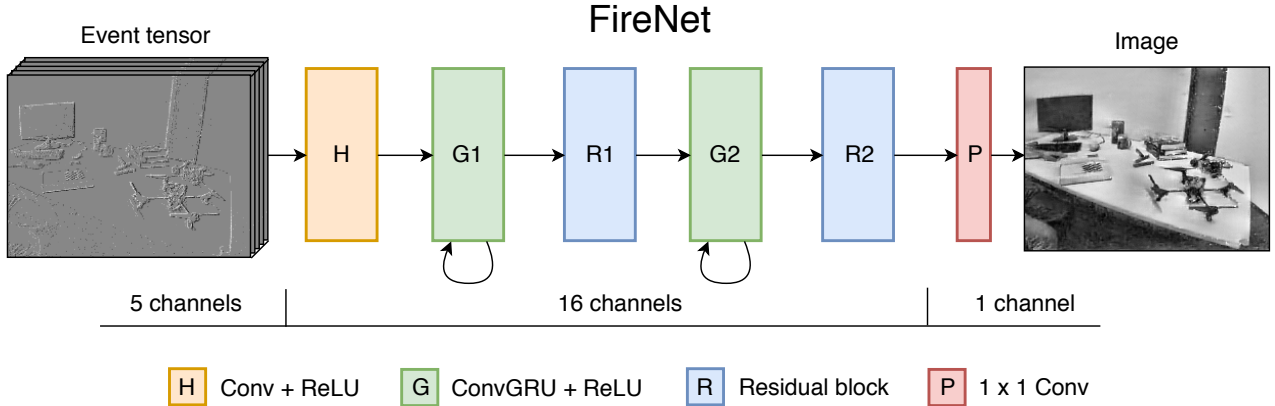 FireNet
Event tensor
Image
H
G1
R1
G2
R2
P
5 channels
16 channels
1 channel
H Conv + ReLU
G ConvGRU + ReLU
R Residual block
P 1 x 1 Conv